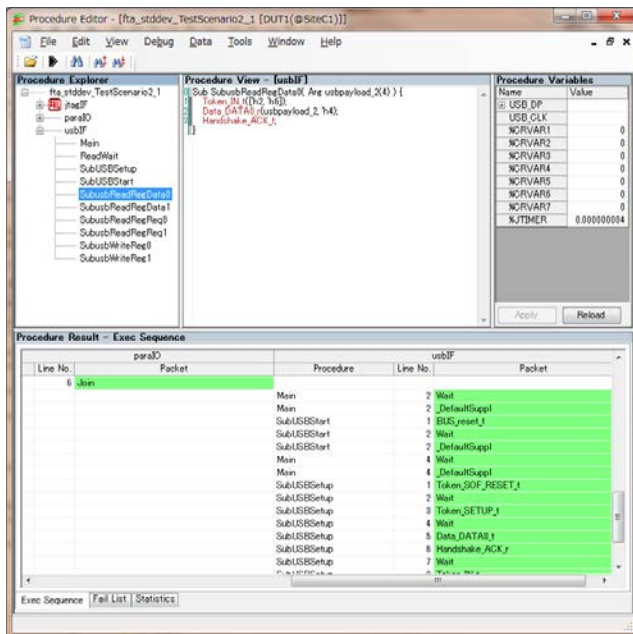 Procedure Editor - [fta_stddev_TestScenario2_1 [DUT1(@SiteC1)]]
File Edit View Debug Data Tools Window Help
Procedure Explorer
fta_stddev_TestScenario2_1
jtagIF
paraIO
usbIF
Main
ReadWait
SubUSBSetup
SubUSBStart
SubusbReadRegData0
SubusbReadRegData1
SubusbReadRegReq0
SubusbReadRegReq1
SubusbWriteReg0
SubusbWriteReg1
Procedure View - [usbIF]
0 Sub SubusbReadRegData0( Arg usbpayload_2(4) ) {
1 Token_IN_t('h2, 'h6);
2 Data_DATA0_r(usbpayload_2, 'h4);
3 Handshake_ACK_t;
}
Procedure Variables
Name Value
USB_DP
USB_CLK
%CRVAR1 0
%CRVAR2 0
%CRVAR3 0
%CRVAR4 0
%CRVAR5 0
%CRVAR6 0
%CRVAR7 0
%JTIMER 0.000000004
Apply Reload
Procedure Result - Exec Sequence
paraIO usbIF
Line No. Packet Procedure Line No. Packet
6 Join
Main 2 Wait
Main 2 _DefaultSuppl
SubUSBStart 1 BUS_reset_t
SubUSBStart 2 Wait
SubUSBStart 2 _DefaultSuppl
Main 4 Wait
Main 4 _DefaultSuppl
SubUSBSetup 1 Token_SOF_RESET_t
SubUSBSetup 2 Wait
SubUSBSetup 3 Token_SETUP_t
SubUSBSetup 4 Wait
SubUSBSetup 5 Data_DATA0_t
SubUSBSetup 6 Handshake_ACK_r
SubUSBSetup 7 Wait
Exec Sequence Fail List Statistics